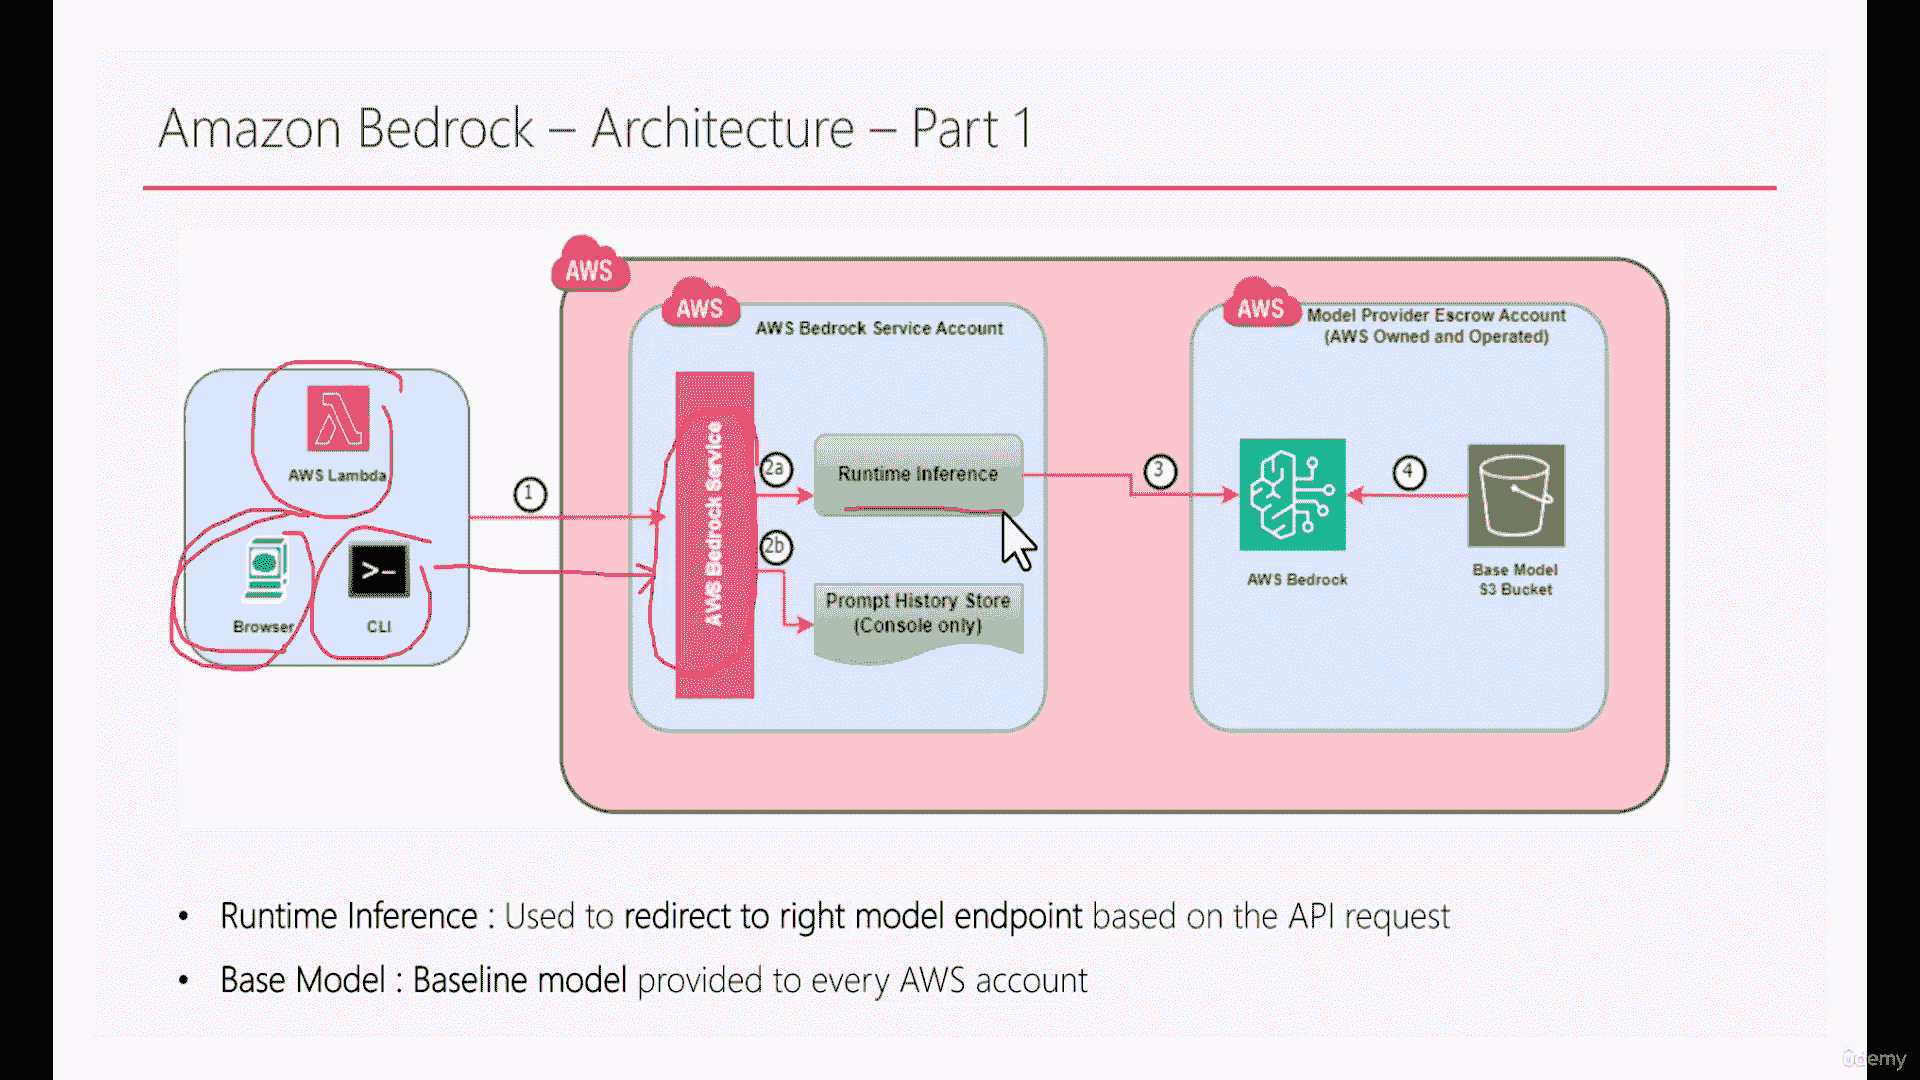 Amazon Bedrock – Architecture – Part 1
AWS
AWS
AWS Bedrock Service Account
AWS
Model Provider Escrow Account
(AWS Owned and Operated)
AWS Lambda
Browser
>-
CLI
1
AWS Bedrock Service
2a
Runtime Inference
2b
Prompt History Store
(Console only)
3
AWS Bedrock
4
Base Model
S3 Bucket
• Runtime Inference : Used to redirect to right model endpoint based on the API request
• Base Model : Baseline model provided to every AWS account
ûdemy